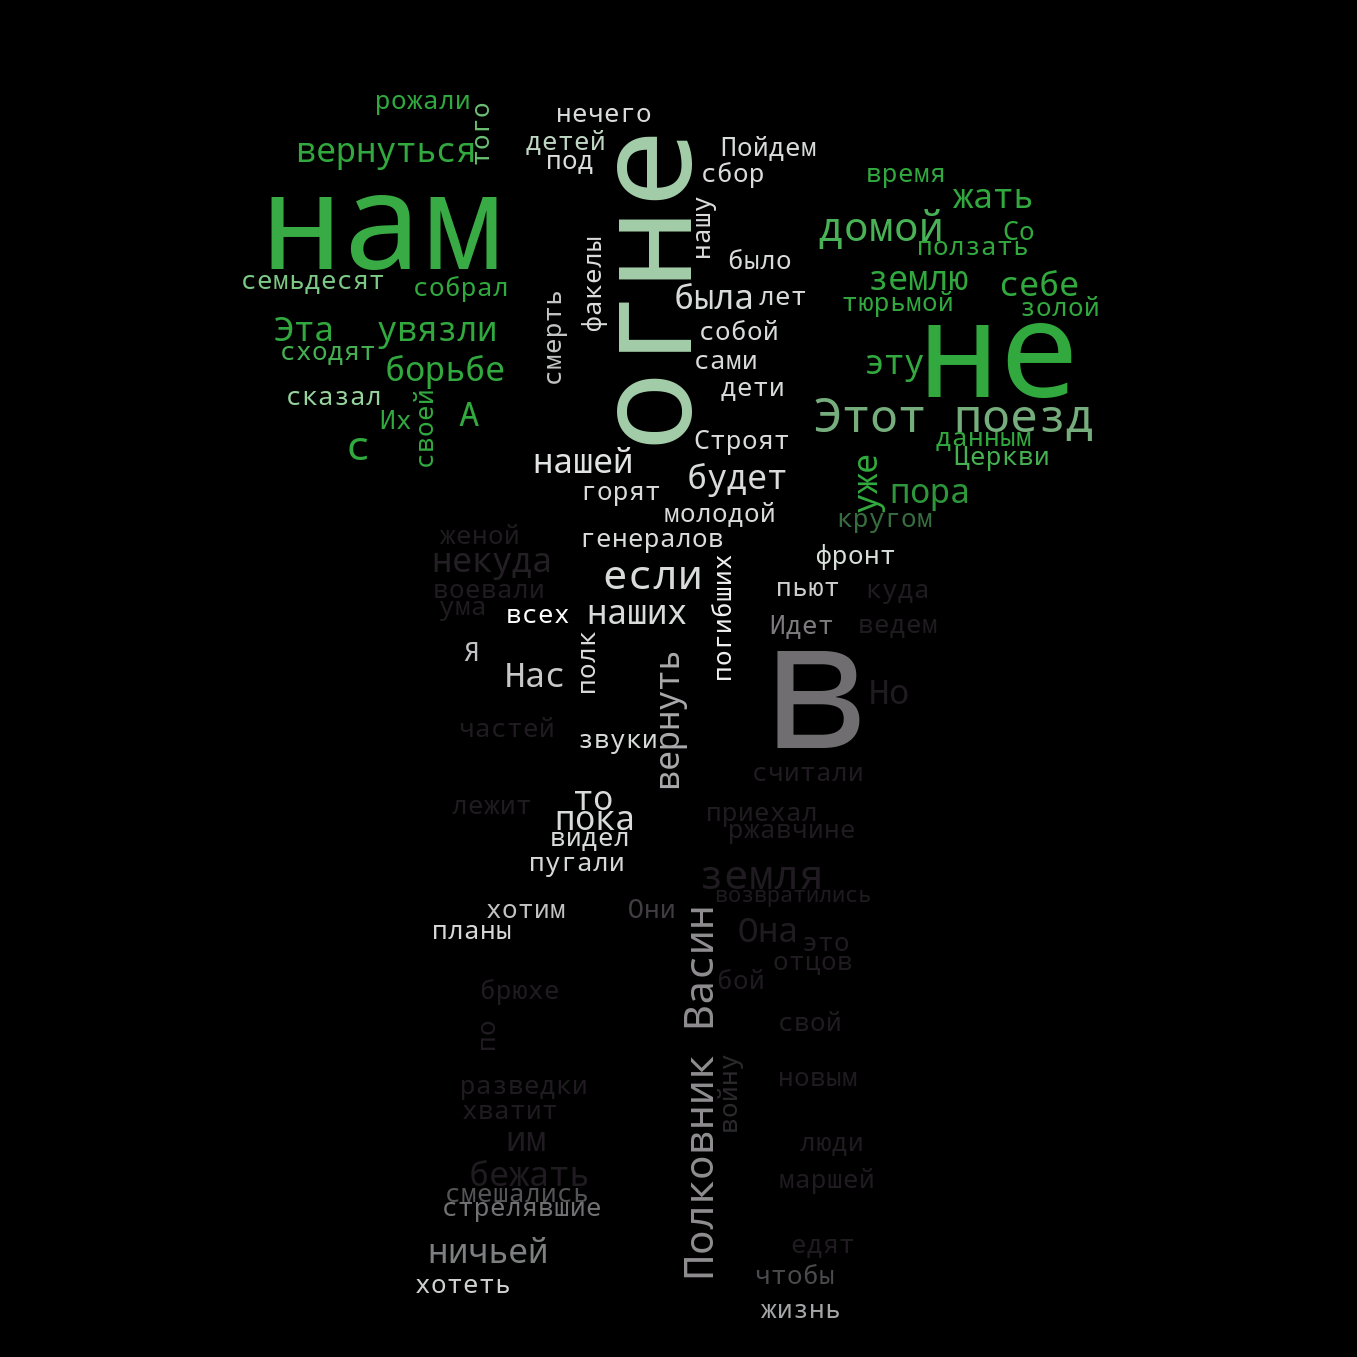 рожали
того
нечего
вернуться
детей
под
Пойдем
сбор
огне
нам
нашу
время
жать
домой
Со
ползать
было
семьдесят
собрал
факелы
смерть
была
лет
землю
себе
тюрьмой
золой
Эта
увязли
сходят
собой
не
борьбе
сами
эту
сказал
дети
Их
своей
А
Этот поезд
с
Строят
данным
Церкви
нашей
будет
уже
горят
пора
молодой
кругом
женой
генералов
некуда
фронт
воевали
если
погибших
пьют
куда
ума
всех
наших
Идет
ведем
Я
полк
Нас
вернуть
в
Но
частей
звуки
считали
то
лежит
пока
приехал
видел
ржавчине
пугали
земля
возвратились
хотим
Они
планы
Она
это
отцов
бой
брюхе
Полковник Васин
свой
по
войну
разведки
новым
хватит
им
люди
бежать
маршей
смешались
стрелявшие
ничьей
едят
хотеть
чтобы
жизнь